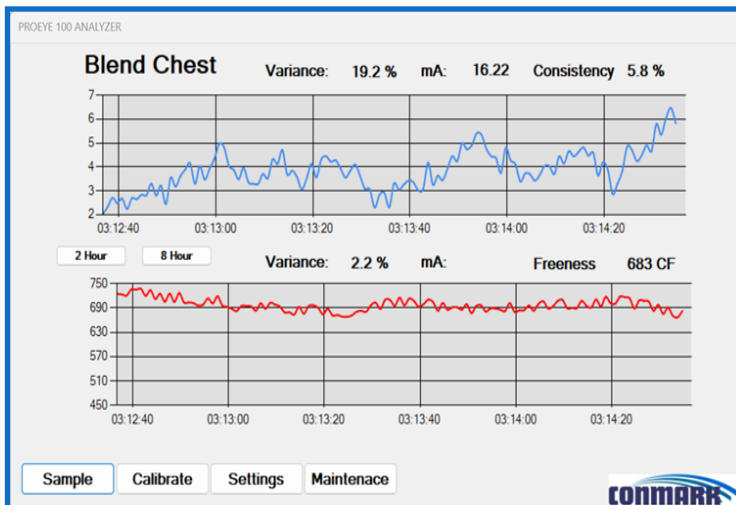 PROEYE 100 ANALYZER
Blend Chest Variance: 19.2 % mA: 16.22 Consistency 5.8 %
7
6
5
4
3
2
03:12:40 03:13:00 03:13:20 03:13:40 03:14:00 03:14:20
2 Hour 8 Hour Variance: 2.2 % mA: Freeness 683 CF
750
690
630
570
510
450
03:12:40 03:13:00 03:13:20 03:13:40 03:14:00 03:14:20
Sample Calibrate Settings Maintenace
CONMARK